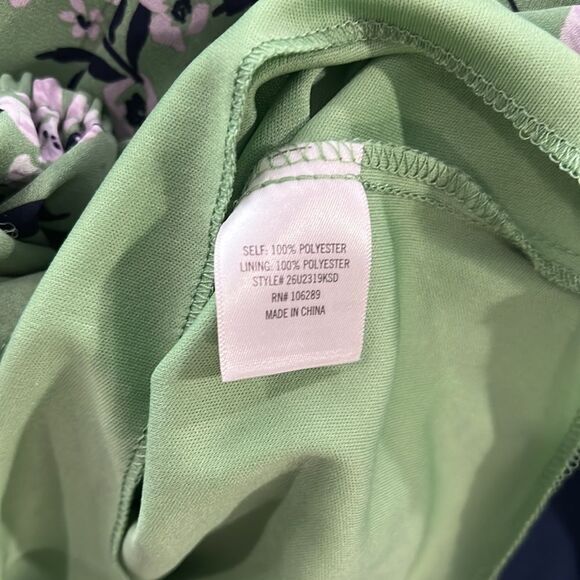 SELF: 100% POLYESTER
LINING: 100% POLYESTER
STYLE# 26U2319KSD
RN# 106289
MADE IN CHINA